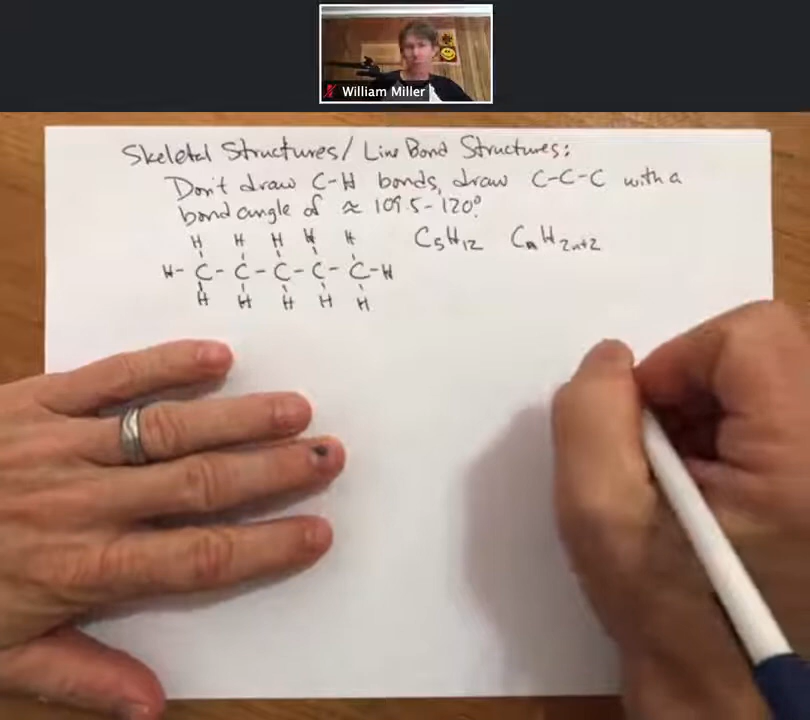 William Miller
Skeletal Structures/ Line Bond Structures:
Don't draw C-H bonds, draw C-C-C with a
bond angle of ≈ 109.5-120°.
H H H H H
H-C-C-C-C-C-H
H H H H H
C5H12 CnH2n+2